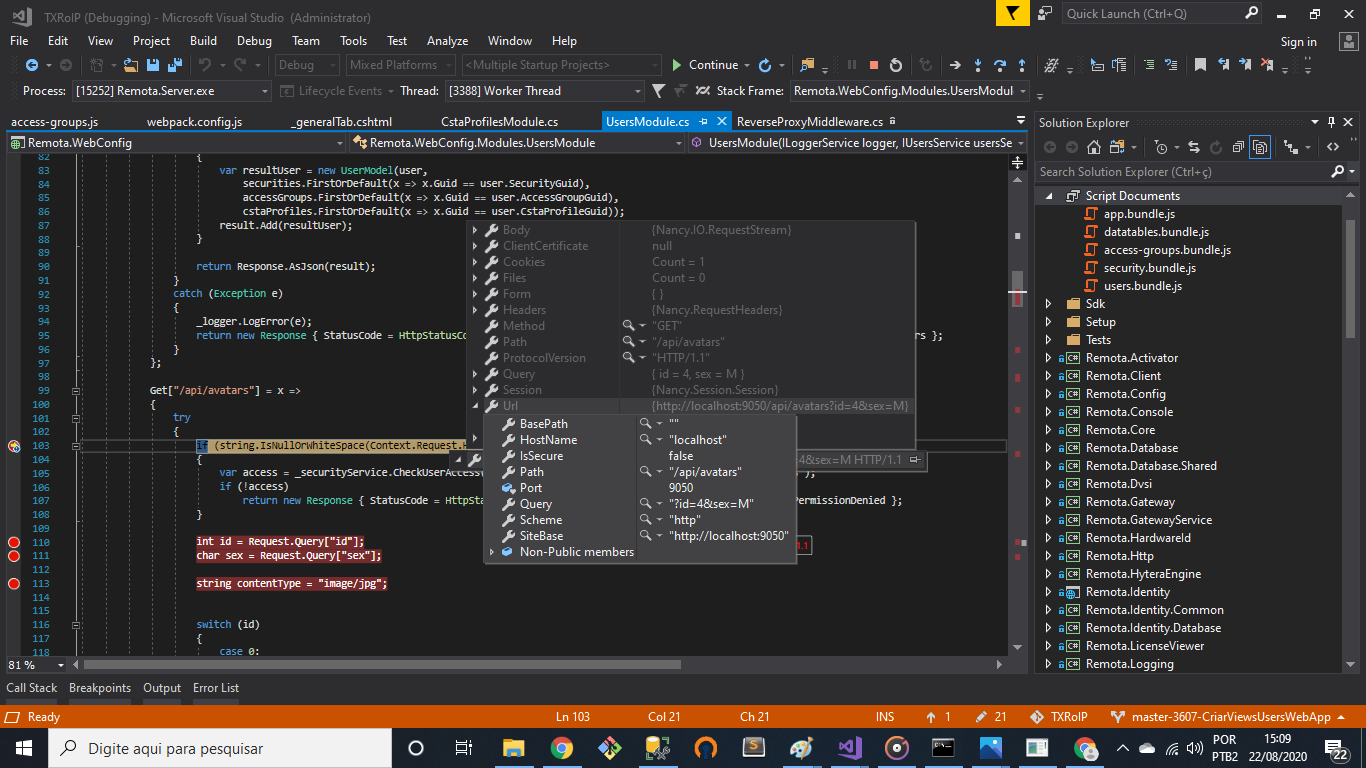 TXRoIP (Debugging) - Microsoft Visual Studio (Administrator)
Quick Launch (Ctrl+Q)
File Edit View Project Build Debug Team Tools Test Analyze Window Help
Sign in
Debug Mixed Platforms <Multiple Startup Projects> Continue
Process: [15252] Remota.Server.exe Lifecycle Events Thread: [3388] Worker Thread Stack Frame: Remota.WebConfig.Modules.UsersModul
access-groups.js webpack.config.js _generalTab.cshtml CstaProfilesModule.cs UsersModule.cs ReverseProxyMiddleware.cs
Remota.WebConfig Remota.WebConfig.Modules.UsersModule UsersModule(ILoggerService logger, IUsersService usersSe
82 {
83 var resultUser = new UserModel(user,
84 securities.FirstOrDefault(x => x.Guid == user.SecurityGuid),
85 accessGroups.FirstOrDefault(x => x.Guid == user.AccessGroupGuid),
86 cstaProfiles.FirstOrDefault(x => x.Guid == user.CstaProfileGuid));
87 result.Add(resultUser);
88 }
89
90 return Response.AsJson(result);
91 }
92 catch (Exception e)
93 {
94 _logger.LogError(e);
95 return new Response { StatusCode = HttpStatusCo rs };
96 }
97 };
98
99 Get["/api/avatars"] = x =>
100 {
101 try
102 {
103 if (string.IsNullOrWhiteSpace(Context.Request.H
104 {
105 var access = _securityService.CheckUserAccess );
106 if (!access)
107 return new Response { StatusCode = HttpSta PermissionDenied };
108 }
109
110 int id = Request.Query["id"];
111 char sex = Request.Query["sex"];
112
113 string contentType = "image/jpg";
114
115
116 switch (id)
117 {
118 case 0:
Body {Nancy.IO.RequestStream}
ClientCertificate null
Cookies Count = 1
Files Count = 0
Form { }
Headers {Nancy.RequestHeaders}
Method "GET"
Path "/api/avatars"
ProtocolVersion "HTTP/1.1"
Query { id = 4, sex = M }
Session {Nancy.Session.Session}
Url {http://localhost:9050/api/avatars?id=4&sex=M}
BasePath ""
HostName "localhost"
IsSecure false
Path "/api/avatars"
Port 9050
Query "?id=4&sex=M"
Scheme "http"
SiteBase "http://localhost:9050"
Non-Public members
4&sex=M HTTP/1.1
1.1
81 %
Solution Explorer
Search Solution Explorer (Ctrl+ç)
Script Documents
app.bundle.js
datatables.bundle.js
access-groups.bundle.js
security.bundle.js
users.bundle.js
Sdk
Setup
Tests
Remota.Activator
Remota.Client
Remota.Config
Remota.Console
Remota.Core
Remota.Database
Remota.Database.Shared
Remota.Dvsi
Remota.Gateway
Remota.GatewayService
Remota.HardwareId
Remota.Http
Remota.HyteraEngine
Remota.Identity
Remota.Identity.Common
Remota.Identity.Database
Remota.LicenseViewer
Remota.Logging
Call Stack Breakpoints Output Error List
Ready Ln 103 Col 21 Ch 21 INS 1 21 TXRoIP master-3607-CriarViewsUsersWebApp
Digite aqui para pesquisar
POR
PTB2
15:09
22/08/2020
22